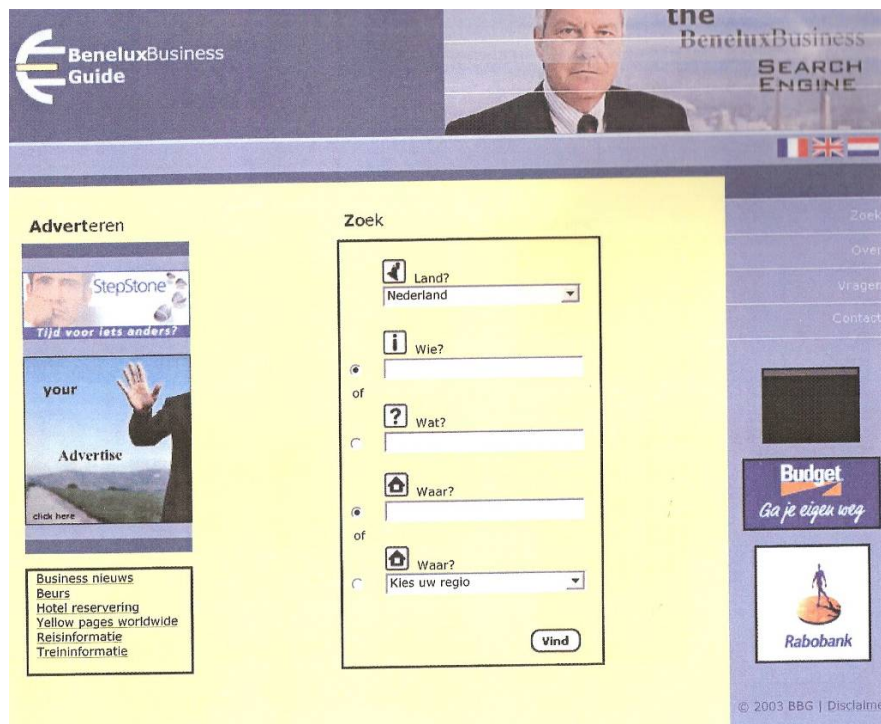 BeneluxBusiness
Guide
the
BeneluxBusiness
SEARCH
ENGINE
Adverteren
StepStone
Tijd voor iets anders?
your
Advertise
click here
Business nieuws
Beurs
Hotel reservering
Yellow pages worldwide
Reisinformatie
Treininformatie
Zoek
Land?
Nederland
i Wie?
of
? Wat?
Waar?
of
Waar?
Kies uw regio
Vind
Zoek
Over
Vragen
Contact
Budget
Ga je eigen weg
Rabobank
© 2003 BBG | Disclaime